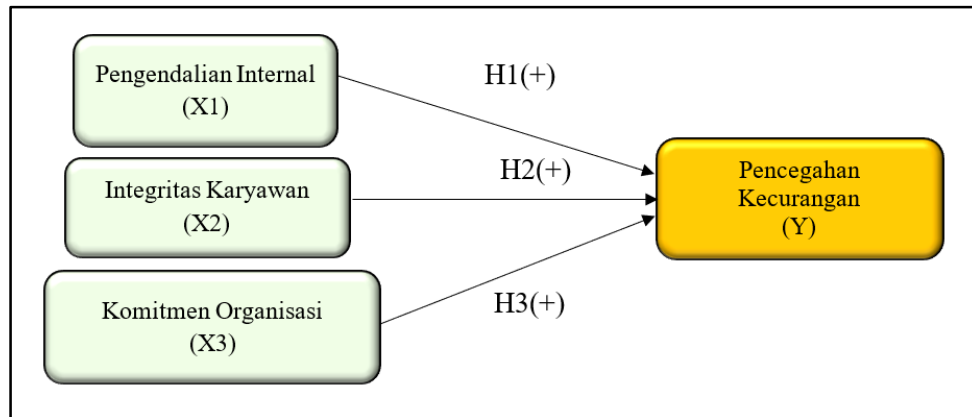 Pengendalian Internal
(X1)
H1(+)
Integritas Karyawan
(X2)
H2(+)
Komitmen Organisasi
(X3)
H3(+)
Pencegahan
Kecurangan
(Y)